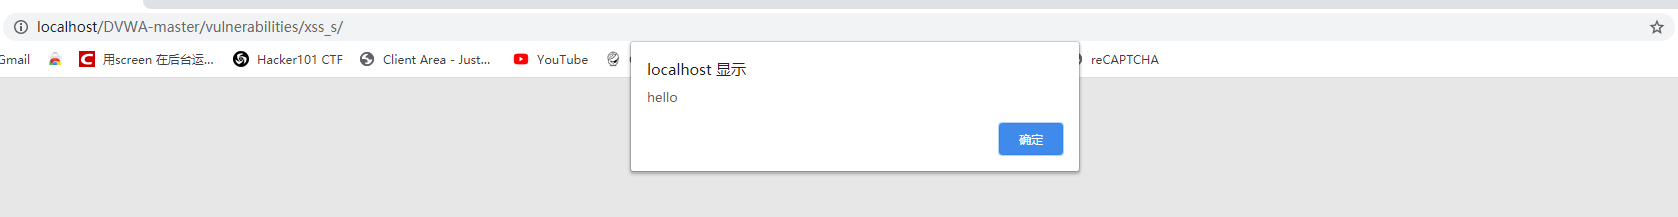 localhost/DVWA-master/vulnerabilities/xss_s/
Gmail 用screen 在后台运... Hacker101 CTF Client Area - Just... YouTube reCAPTCHA
localhost 显示
hello
确定